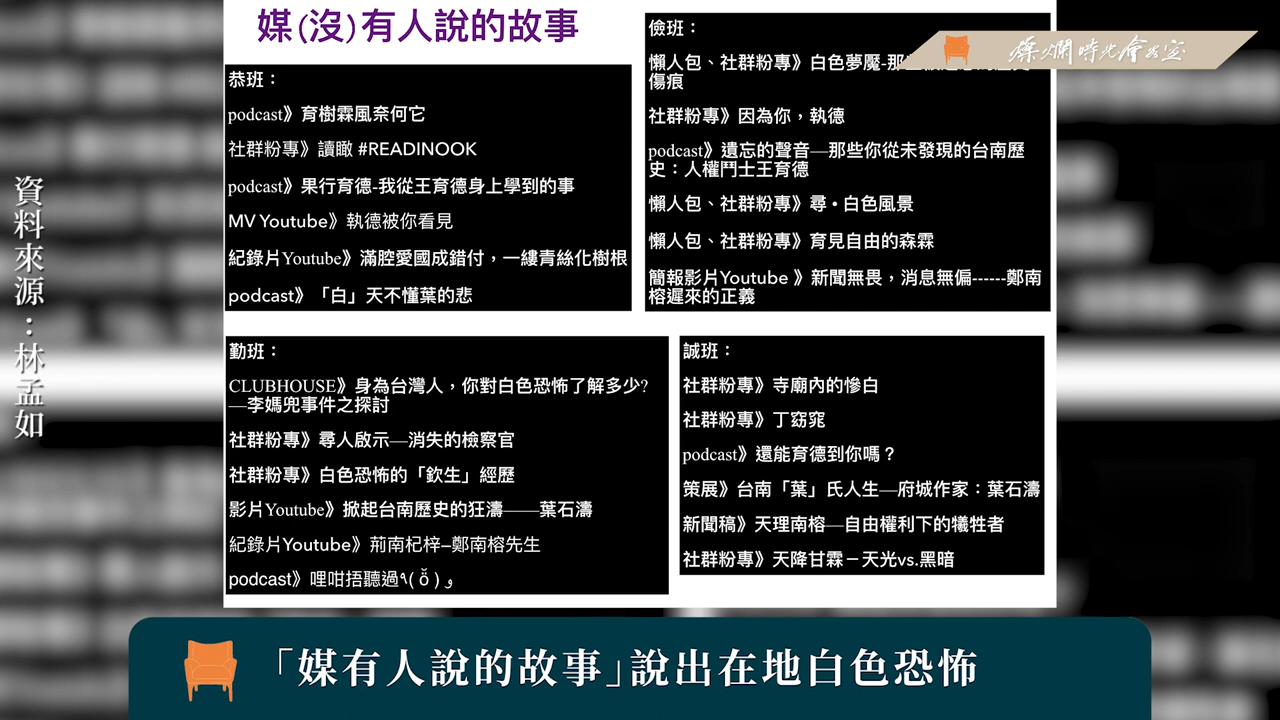 媒(沒)有人說的故事
恭班：
podcast》育樹霖風奈何它
社群粉專》讀瞰 #READINOOK
podcast》果行育德-我從王育德身上學到的事
MV Youtube》執德被你看見
紀錄片Youtube》滿腔愛國成錯付，一縷青絲化樹根
podcast》「白」天不懂葉的悲
儉班：
懶人包、社群粉專》白色夢魘-那
傷痕
社群粉專》因為你，執德
podcast》遺忘的聲音—那些你從未發現的台南歷
史：人權鬥士王育德
懶人包、社群粉專》尋 • 白色風景
懶人包、社群粉專》育見自由的森霖
簡報影片Youtube 》新聞無畏，消息無偏------鄭南
榕遲來的正義
勤班：
CLUBHOUSE》身為台灣人，你對白色恐怖了解多少?
—李媽兜事件之探討
社群粉專》尋人啟示—消失的檢察官
社群粉專》白色恐怖的「欽生」經歷
影片Youtube》掀起台南歷史的狂濤——葉石濤
紀錄片Youtube》荊南杞梓–鄭南榕先生
podcast》哩咁捂聽過٩( ŏ̈ ) و
誠班：
社群粉專》寺廟內的慘白
社群粉專》丁窈窕
podcast》還能育德到你嗎？
策展》台南「葉」氏人生—府城作家：葉石濤
新聞稿》天理南榕—自由權利下的犧牲者
社群粉專》天降甘霖－天光vs.黑暗
燦爛時光會客室
資料來源：林孟如
「媒有人說的故事」說出在地白色恐怖